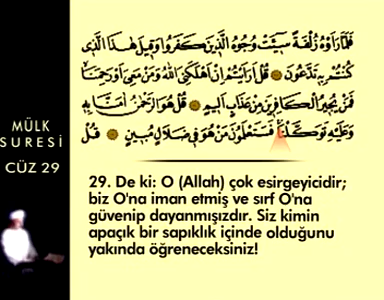 MÜLK
SURESİ
CÜZ 29
فَلَمَّا رَاَوْهُ زُلْفَةً سٓيـَٔتْ وُجُوهُ الَّذٖينَ كَفَرُوا وَقٖيلَ هٰذَا الَّذٖى
كُنْتُمْ بِهٖ تَدَّعُونَ قُلْ اَرَاَيْتُمْ اِنْ اَهْلَكَنِىَ اللّٰهُ وَمَنْ مَعِىَ اَوْ رَحِمَنَا
فَمَنْ يُجٖيرُ الْكَافِرٖينَ مِنْ عَذَابٍ اَلٖيمٍ قُلْ هُوَ الرَّحْمٰنُ اٰمَنَّا بِهٖ
وَعَلَيْهِ تَوَكَّلْنَا فَسَتَعْلَمُونَ مَنْ هُوَ فٖى ضَلَالٍ مُبٖينٍ قُلْ
29. De ki: O (Allah) çok esirgeyicidir;
biz O'na iman etmiş ve sırf O'na
güvenip dayanmışızdır. Siz kimin
apaçık bir sapıklık içinde olduğunu
yakında öğreneceksiniz!